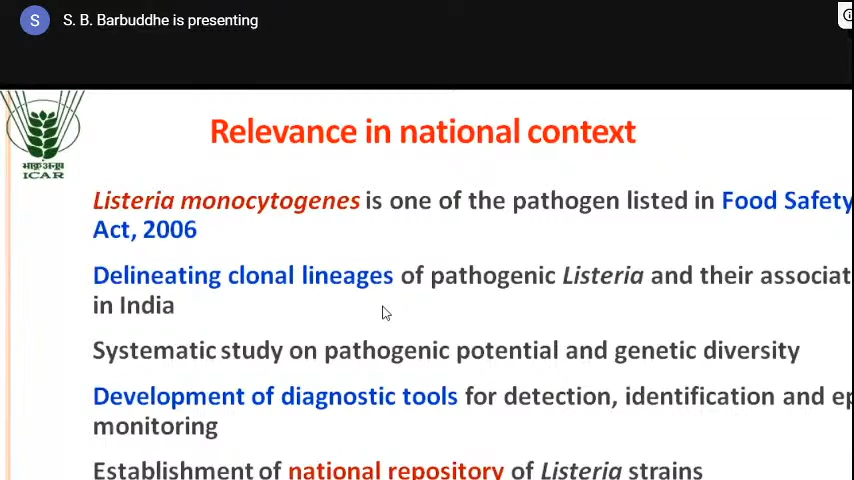 S
S. B. Barbuddhe is presenting
Relevance in national context
ICAR
Listeria monocytogenes is one of the pathogen listed in Food Safety
Act, 2006
Delineating clonal lineages of pathogenic Listeria and their associat
in India
Systematic study on pathogenic potential and genetic diversity
Development of diagnostic tools for detection, identification and ep
monitoring
Establishment of national repository of Listeria strains